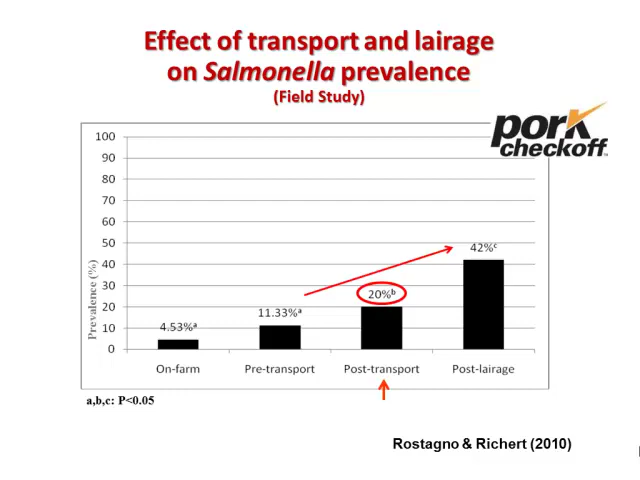 Effect of transport and lairage
on Salmonella prevalence
(Field Study)
pork
checkoff
100
90
80
70
60
50
40
30
20
10
0
Prevalence (%)
4.53%ᵃ
11.33%ᵃ
20%ᵇ
42%ᶜ
On-farm Pre-transport Post-transport Post-lairage
a,b,c: P<0.05
Rostagno & Richert (2010)